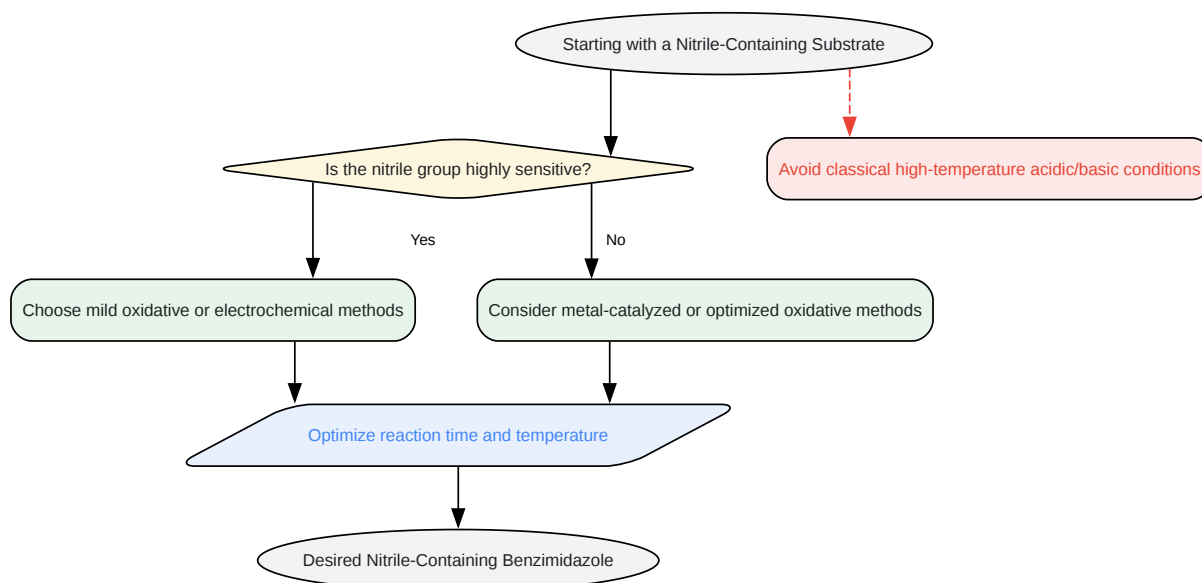 Starting with a Nitrile-Containing Substrate
Is the nitrile group highly sensitive?
Avoid classical high-temperature acidic/basic conditions
Yes
No
Choose mild oxidative or electrochemical methods
Consider metal-catalyzed or optimized oxidative methods
Optimize reaction time and temperature
Desired Nitrile-Containing Benzimidazole